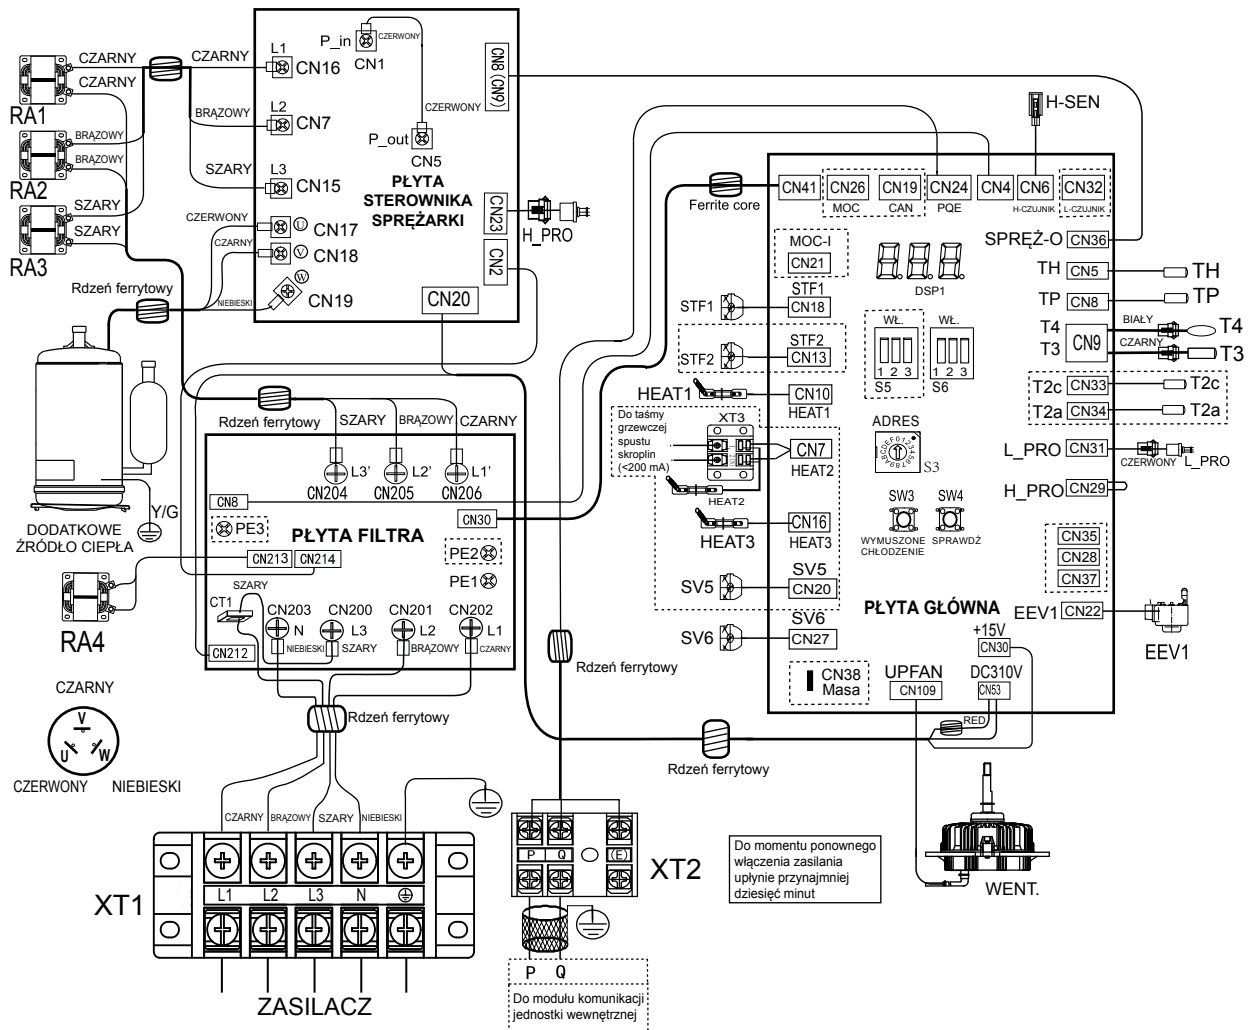 CZARNY
CZARNY
RA1
BRĄZOWY
BRĄZOWY
RA2
SZARY
SZARY
RA3
CZARNY
L1
CN16
BRĄZOWY
L2
CN7
SZARY
L3
CN15
CZERWONY
U
CN17
CZARNY
V
CN18
NIEBIESKI
W
CN19
P_in
CN1
CZERWONY
CZERWONY
P_out
CN5
PŁYTA
STEROWNIKA
SPRĘŻARKI
CN8 (CN9)
CN23
H_PRO
CN2
CN20
Rdzeń ferrytowy
DODATKOWE
ŹRÓDŁO CIEPŁA
Y/G
Rdzeń ferrytowy
SZARY
BRĄZOWY
CZARNY
L3'
CN204
L2'
CN205
L1'
CN206
CN8
CN30
PE3
PŁYTA FILTRA
PE2
PE1
CN213
CN214
RA4
SZARY
CT1
CN212
CN203
N
NIEBIESKI
CN200
L3
SZARY
CN201
L2
BRĄZOWY
CN202
L1
CZARNY
Rdzeń ferrytowy
CZARNY
V
U
W
CZERWONY
NIEBIESKI
CZARNY
BRĄZOWY
SZARY
NIEBIESKI
XT1
L1
L2
L3
N
ZASILACZ
Rdzeń ferrytowy
P
Q
(E)
XT2
P
Q
Do modułu komunikacji
jednostki wewnętrznej
Rdzeń ferrytowy
Do momentu ponownego
włączenia zasilania
upłynie przynajmniej
dziesięć minut
WENT.
H-SEN
Ferrite core
CN41
CN26
MOC
CN19
CAN
CN24
PQE
CN4
CN6
H-CZUJNIK
CN32
L-CZUJNIK
MOC-I
CN21
DSP1
SPRĘŻ-O
CN36
TH
CN5
TH
TP
CN8
TP
T4
T3
CN9
BIAŁY
CZARNY
T4
T3
T2c
CN33
T2c
T2a
CN34
T2a
L_PRO
CN31
CZERWONY
L_PRO
H_PRO
CN29
CN35
CN28
CN37
EEV1
CN22
EEV1
STF1
STF1
CN18
STF2
STF2
CN13
HEAT1
CN10
HEAT1
Do taśmy
grzewczej
spustu
skroplin
(<200 mA)
XT3
CN7
HEAT2
HEAT2
HEAT3
CN16
HEAT3
SV5
SV5
CN20
SV6
SV6
CN27
WŁ.
1 2 3
S5
WŁ.
1 2 3
S6
ADRES
0123456789ABCDEF
S3
SW3
WYMUSZONE
CHŁODZENIE
SW4
SPRAWDŹ
PŁYTA GŁÓWNA
CN38
Masa
UPFAN
CN109
+15V
CN30
DC310V
CN53
RED